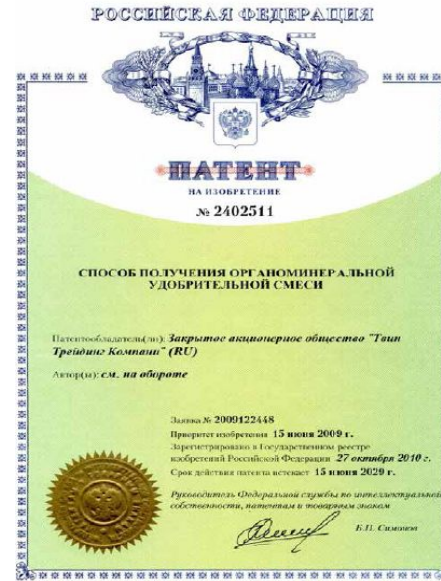 РОССИЙСКАЯ ФЕДЕРАЦИЯ
ПАТЕНТ
НА ИЗОБРЕТЕНИЕ
№ 2402511
СПОСОБ ПОЛУЧЕНИЯ ОРГАНОМИНЕРАЛЬНОЙ
УДОБРИТЕЛЬНОЙ СМЕСИ
Патентообладатель(ли): Закрытое акционерное общество "Твин
Трейдинг Компани" (RU)
Автор(ы): см. на обороте
Заявка № 2009122448
Приоритет изобретения 15 июня 2009 г.
Зарегистрировано в Государственном реестре
изобретений Российской Федерации 27 октября 2010 г.
Срок действия патента истекает 15 июня 2029 г.
Руководитель Федеральной службы по интеллектуальной
собственности, патентам и товарным знакам
Б.П. Симонов